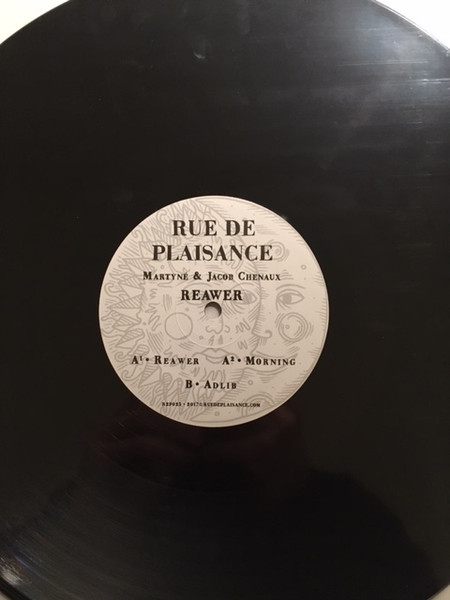 RUE DE
PLAISANCE
MARTYNÉ & JACOB CHENAUX
REAWER
A¹ • REAWER A² • MORNING
B • ADLIB